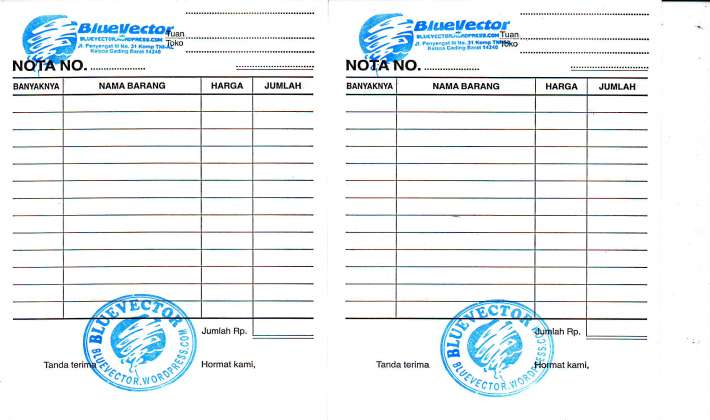 BlueVector
BLUEVECTOR.WORDPRESS.COM
Tuan
Jl. Penyengat III No. 31 Komp
Toko
Kelapa Gading Barat 14240
NOTA NO. ........................
BANYAKNYA NAMA BARANG HARGA JUMLAH
Jumlah Rp.
Tanda terima
Hormat kami,
BLUEVECTOR
BLUEVECTOR.WORDPRESS.COM
BlueVector
BLUEVECTOR.WORDPRESS.COM
Tuan
Jl. Penyengat III No. 31 Komp
Toko
Kelapa Gading Barat 14240
NOTA NO. ........................
BANYAKNYA NAMA BARANG HARGA JUMLAH
Jumlah Rp.
Tanda terima
Hormat kami,
BLUEVECTOR
BLUEVECTOR.WORDPRESS.COM